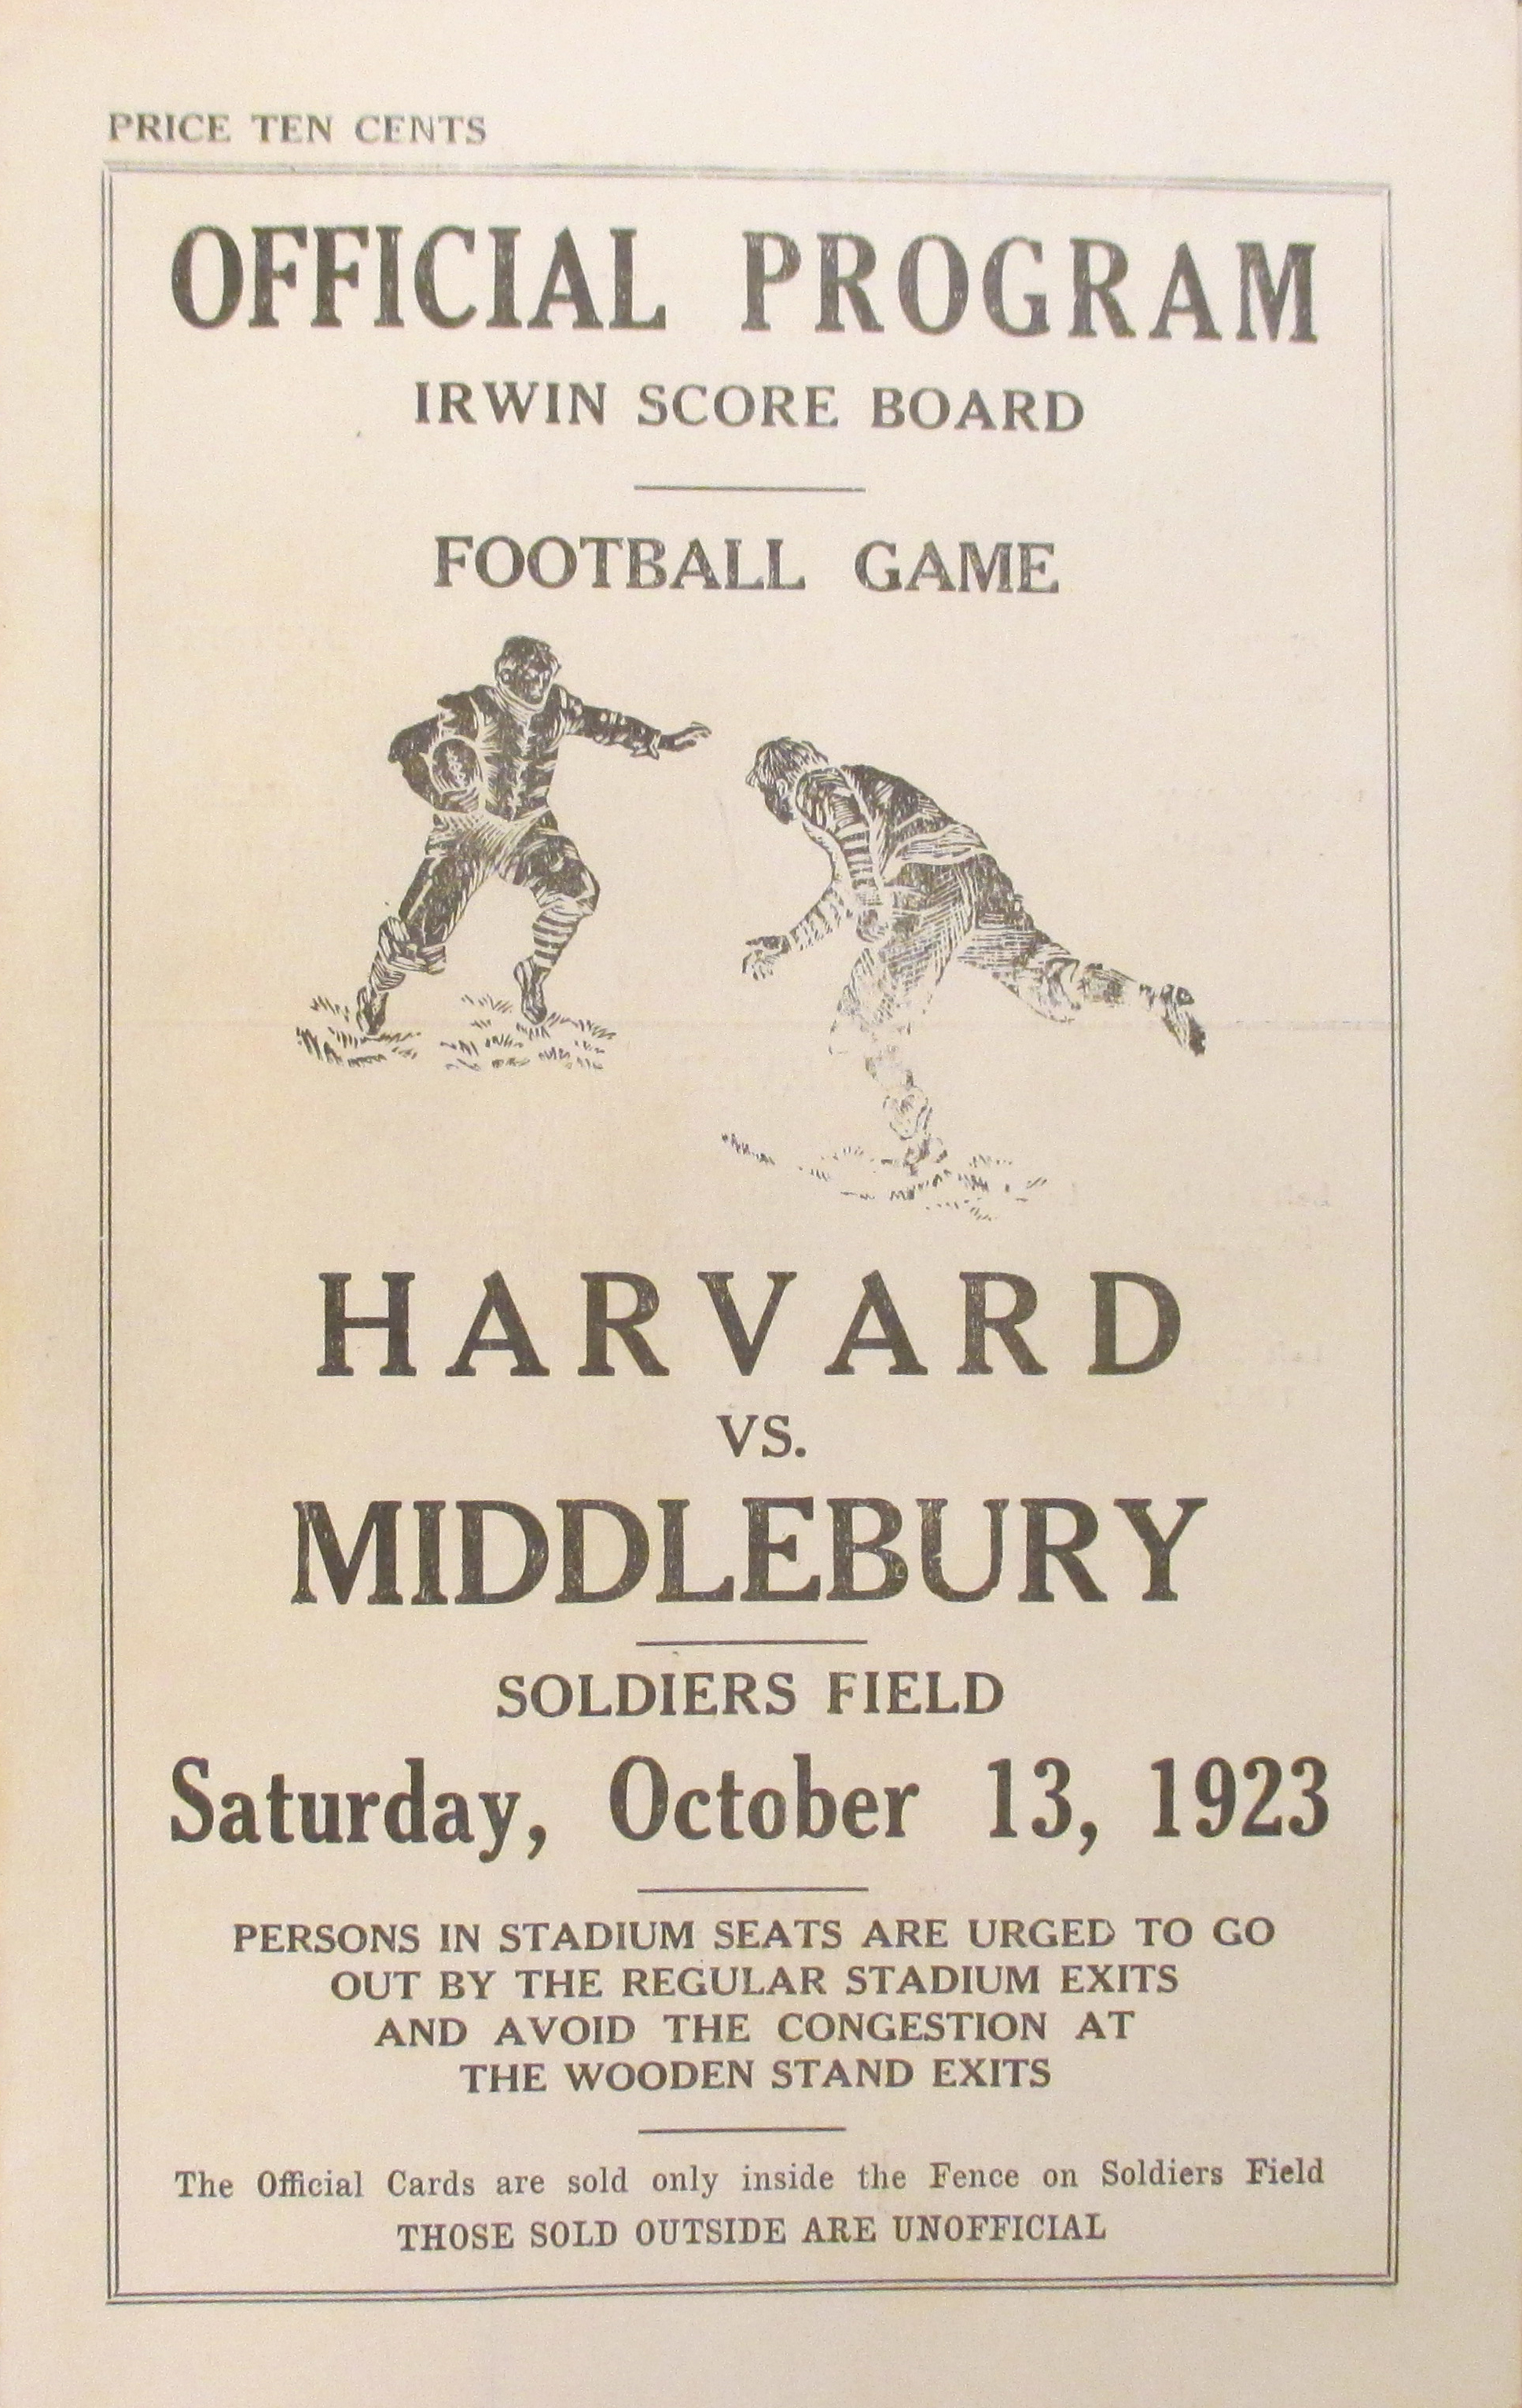 PRICE TEN CENTS
OFFICIAL PROGRAM
IRWIN SCORE BOARD
FOOTBALL GAME
HARVARD
VS.
MIDDLEBURY
SOLDIERS FIELD
Saturday, October 13, 1923
PERSONS IN STADIUM SEATS ARE URGED TO GO
OUT BY THE REGULAR STADIUM EXITS
AND AVOID THE CONGESTION AT
THE WOODEN STAND EXITS
The Official Cards are sold only inside the Fence on Soldiers Field
THOSE SOLD OUTSIDE ARE UNOFFICIAL